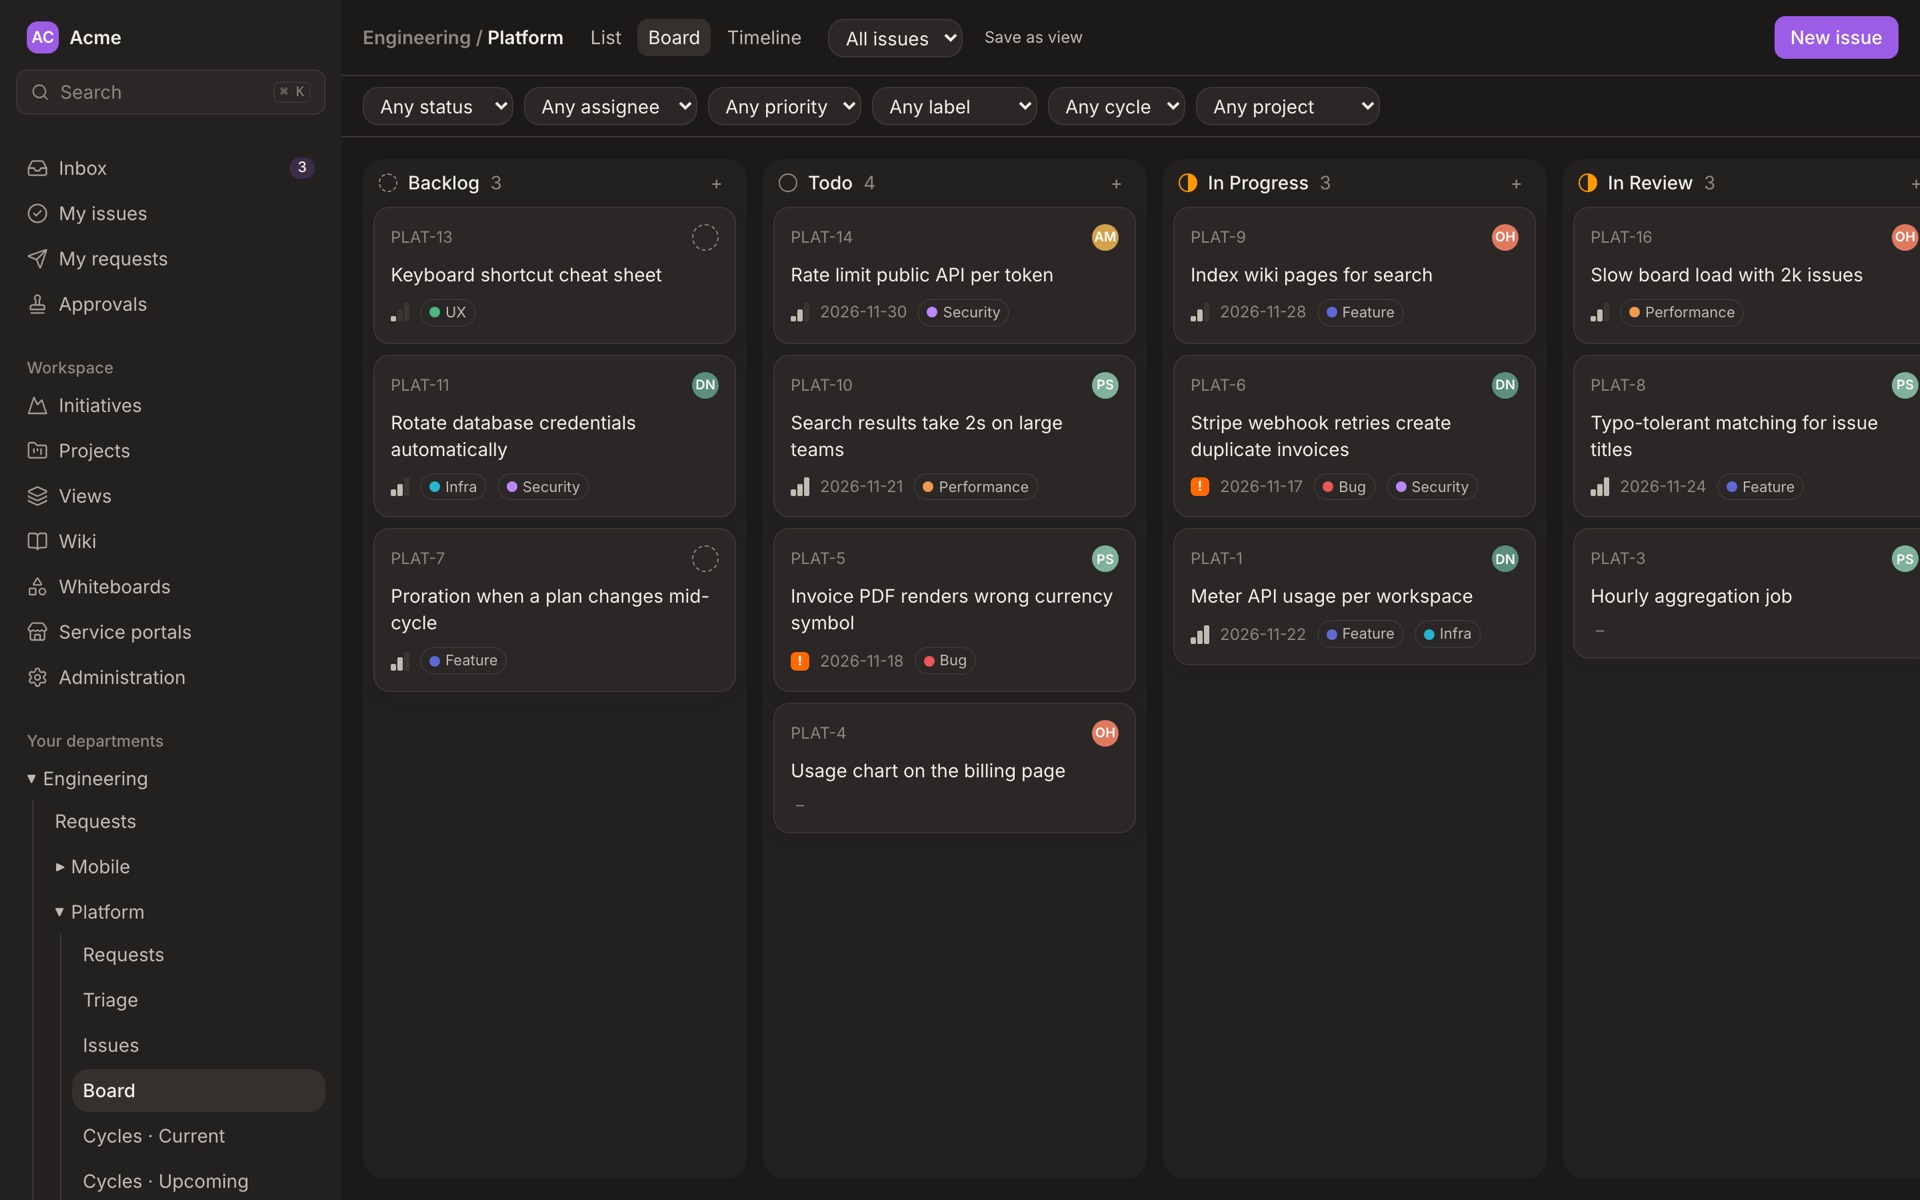 AC Acme
Search ⌘ K
Inbox 3
My issues
My requests
Approvals
Workspace
Initiatives
Projects
Views
Wiki
Whiteboards
Service portals
Administration
Your departments
Engineering
Requests
Mobile
Platform
Requests
Triage
Issues
Board
Cycles · Current
Cycles · Upcoming
Engineering / Platform List Board Timeline All issues Save as view New issue
Any status Any assignee Any priority Any label Any cycle Any project
Backlog 3 +
PLAT-13
Keyboard shortcut cheat sheet
UX
PLAT-11 DN
Rotate database credentials
automatically
Infra Security
PLAT-7
Proration when a plan changes mid-
cycle
Feature
Todo 4 +
PLAT-14 AM
Rate limit public API per token
2026-11-30 Security
PLAT-10 PS
Search results take 2s on large
teams
2026-11-21 Performance
PLAT-5 PS
Invoice PDF renders wrong currency
symbol
! 2026-11-18 Bug
PLAT-4 OH
Usage chart on the billing page
–
In Progress 3 +
PLAT-9 OH
Index wiki pages for search
2026-11-28 Feature
PLAT-6 DN
Stripe webhook retries create
duplicate invoices
! 2026-11-17 Bug Security
PLAT-1 DN
Meter API usage per workspace
2026-11-22 Feature Infra
In Review 3 +
PLAT-16 OH
Slow board load with 2k issues
Performance
PLAT-8 PS
Typo-tolerant matching for issue
titles
2026-11-24 Feature
PLAT-3 PS
Hourly aggregation job
–